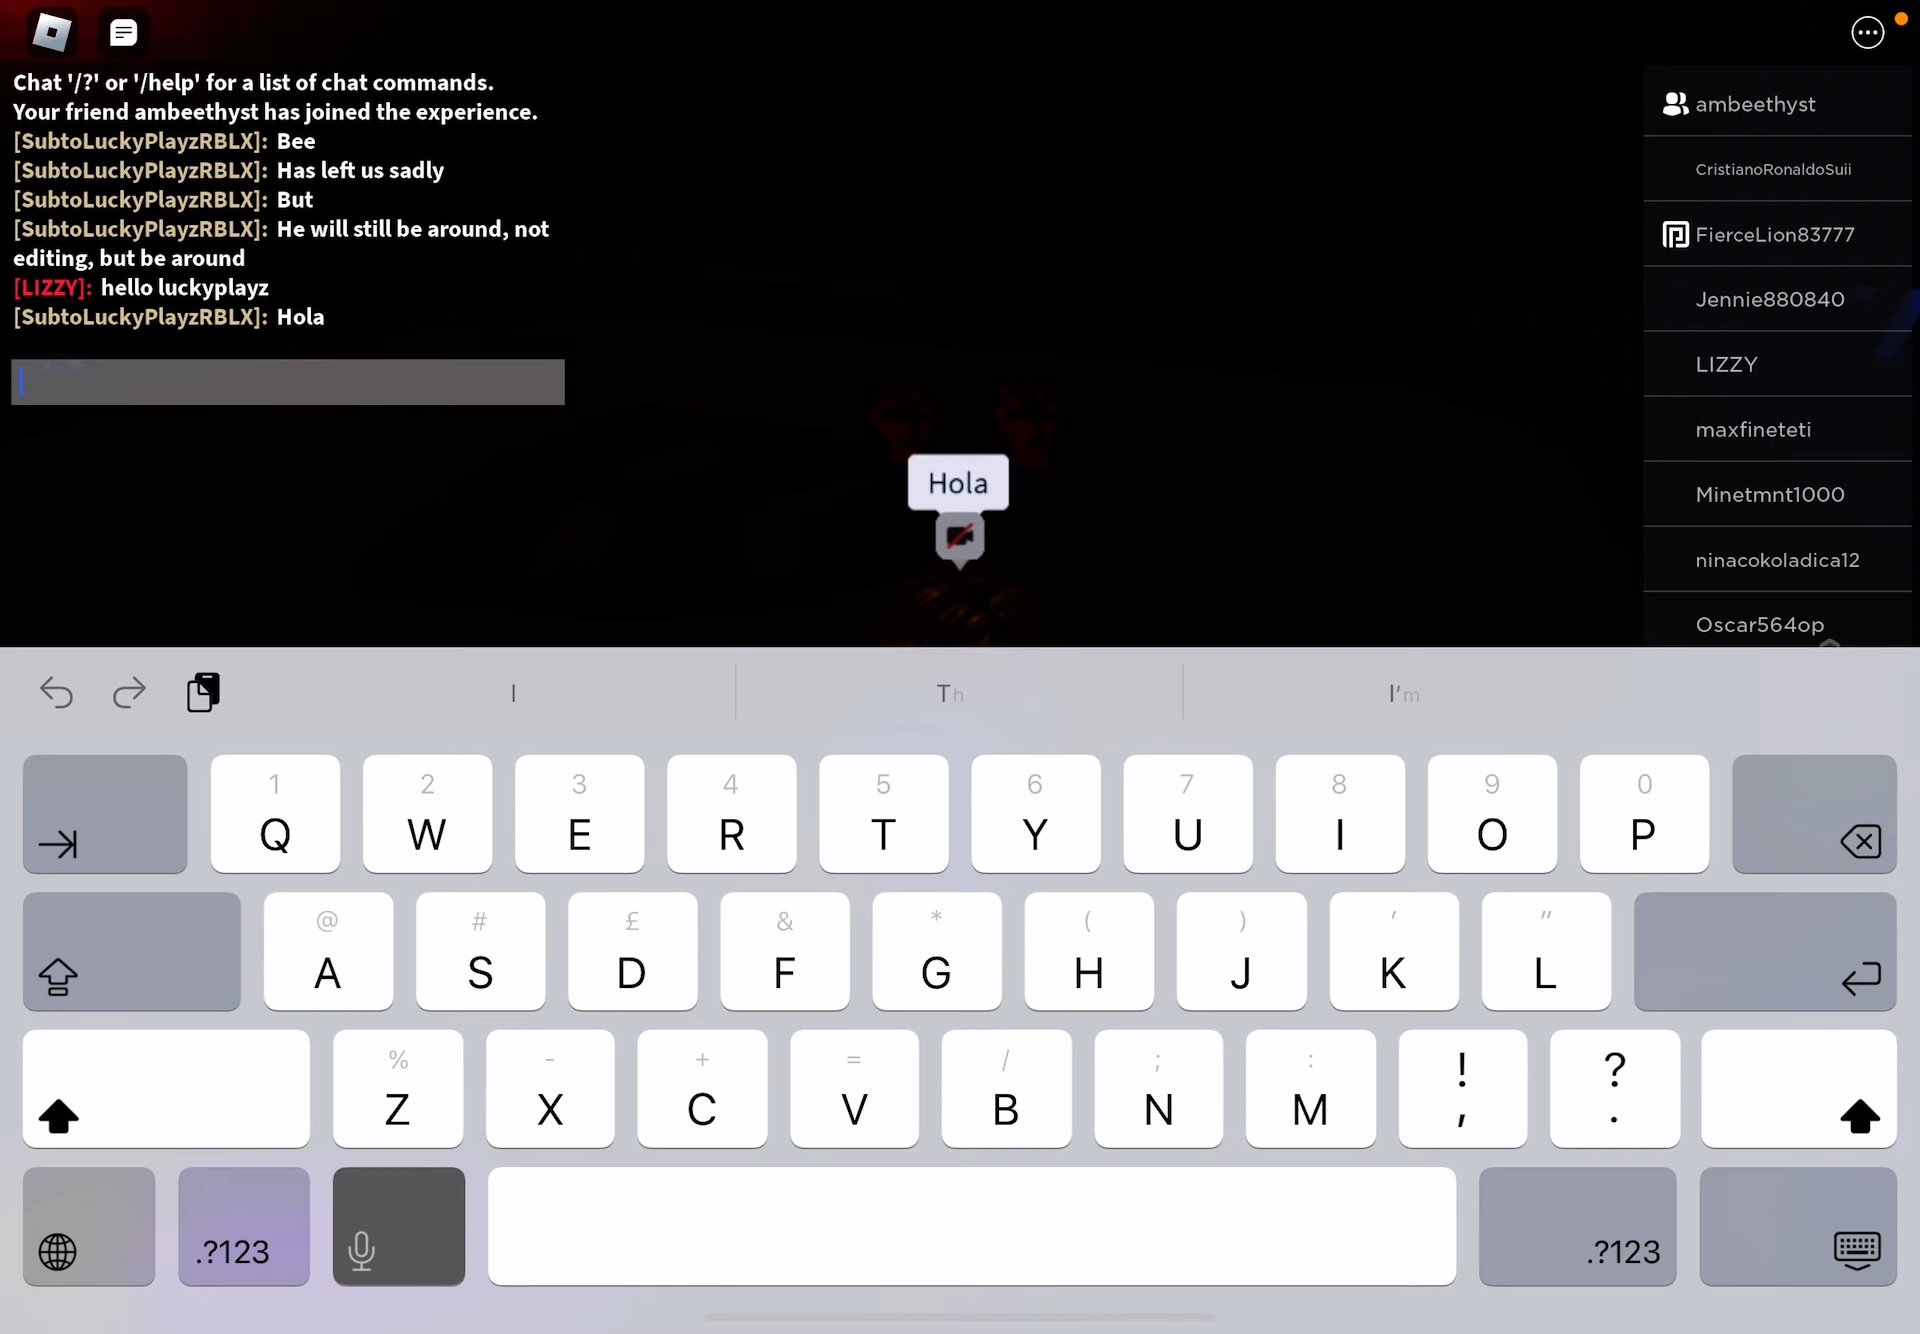 Chat '/?' or '/help' for a list of chat commands.
Your friend ambeethyst has joined the experience.
[SubtoLuckyPlayzRBLX]: Bee
[SubtoLuckyPlayzRBLX]: Has left us sadly
[SubtoLuckyPlayzRBLX]: But
[SubtoLuckyPlayzRBLX]: He will still be around, not
editing, but be around
[LIZZY]: hello luckyplayz
[SubtoLuckyPlayzRBLX]: Hola
ambeethyst
CristianoRonaldoSuii
FierceLion83777
Jennie880840
LIZZY
maxfineteti
Minetmnt1000
ninacokoladica12
Oscar564op
Hola
I Th I'm
1 2 3 4 5 6 7 8 9 0
Q W E R T Y U I O P
@ # £ & * ( ) ' "
A S D F G H J K L
% - + = / ; : ! ?
Z X C V B N M , .
.?123 .?123